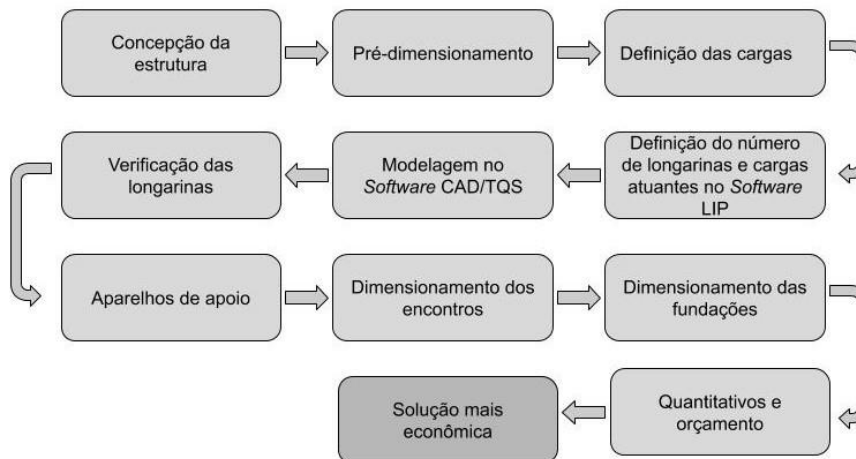 Concepção da
estrutura
Pré-dimensionamento
Definição das cargas
Definição do número
de longarinas e cargas
atuantes no Software
LIP
Modelagem no
Software CAD/TQS
Verificação das
longarinas
Aparelhos de apoio
Dimensionamento dos
encontros
Dimensionamento das
fundações
Quantitativos e
orçamento
Solução mais
econômica